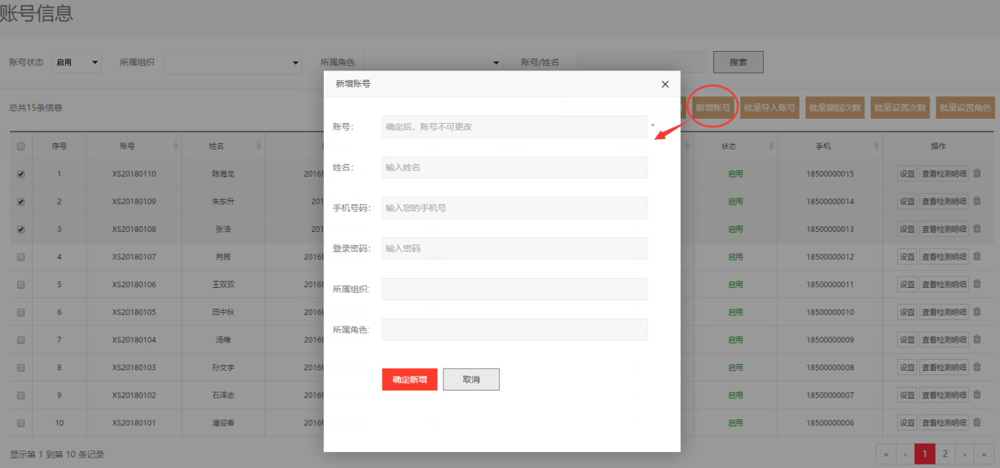 账号信息
账号状态 启用 所属组织 所属角色 账号/姓名 搜索
新增账号
总共15条信息 新增账号 批量导入账号 批量撤回次数 批量设置次数 批量设置角色
账号： 确定后，账号不可更改 *
序号 账号 姓名 状态 手机 操作
姓名： 输入姓名
1 XS20180110 陈海龙 2016 启用 18500000015 设置 查看检测明细
2 XS20180109 朱东升 201 启用 18500000014 设置 查看检测明细
手机号码： 输入您的手机号
3 XS20180108 张浩 201 启用 18500000013 设置 查看检测明细
登录密码： 输入密码
4 XS20180107 肖腾 2016 启用 18500000012 设置 查看检测明细
5 XS20180106 王双双 2016 启用 18500000011 设置 查看检测明细
所属组织:
6 XS20180105 田中秋 2016 启用 18500000010 设置 查看检测明细
所属角色:
7 XS20180104 汤唯 2016 启用 18500000009 设置 查看检测明细
8 XS20180103 孙文宇 2016 启用 18500000008 设置 查看检测明细
确定新增 取消
9 XS20180102 石泽志 2016 启用 18500000007 设置 查看检测明细
10 XS20180101 潘迎春 2016 启用 18500000006 设置 查看检测明细
显示第 1 到第 10 条记录 « ‹ 1 2 › »